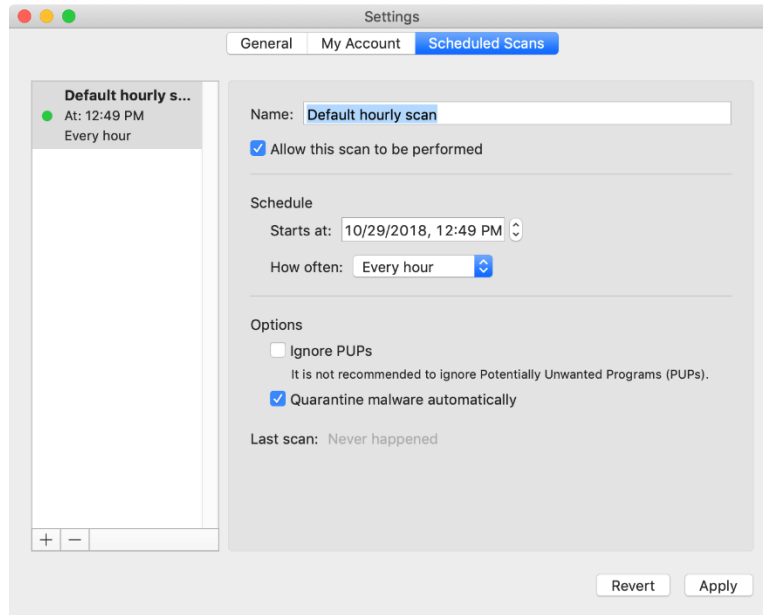 Settings
General My Account Scheduled Scans
Default hourly s...
At: 12:49 PM
Every hour
Name: Default hourly scan
Allow this scan to be performed
Schedule
Starts at: 10/29/2018, 12:49 PM
How often: Every hour
Options
Ignore PUPs
It is not recommended to ignore Potentially Unwanted Programs (PUPs).
Quarantine malware automatically
Last scan: Never happened
+ −
Revert Apply